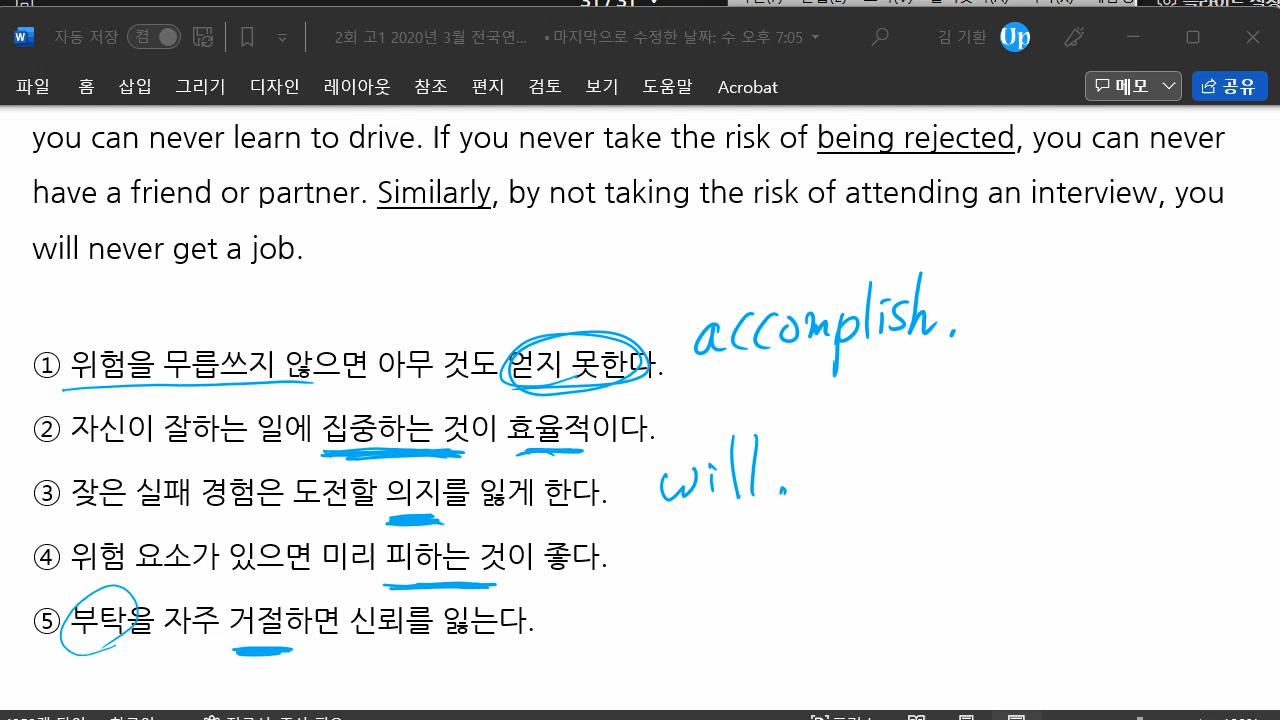 자동 저장 켬 2회 고1 2020년 3월 전국연... • 마지막으로 수정한 날짜: 수 오후 7:05 김 기환 Up
파일 홈 삽입 그리기 디자인 레이아웃 참조 편지 검토 보기 도움말 Acrobat 메모 공유
you can never learn to drive. If you never take the risk of being rejected, you can never
have a friend or partner. Similarly, by not taking the risk of attending an interview, you
will never get a job.
accomplish.
① 위험을 무릅쓰지 않으면 아무 것도 얻지 못한다.
② 자신이 잘하는 일에 집중하는 것이 효율적이다.
will.
③ 잦은 실패 경험은 도전할 의지를 잃게 한다.
④ 위험 요소가 있으면 미리 피하는 것이 좋다.
⑤ 부탁을 자주 거절하면 신뢰를 잃는다.